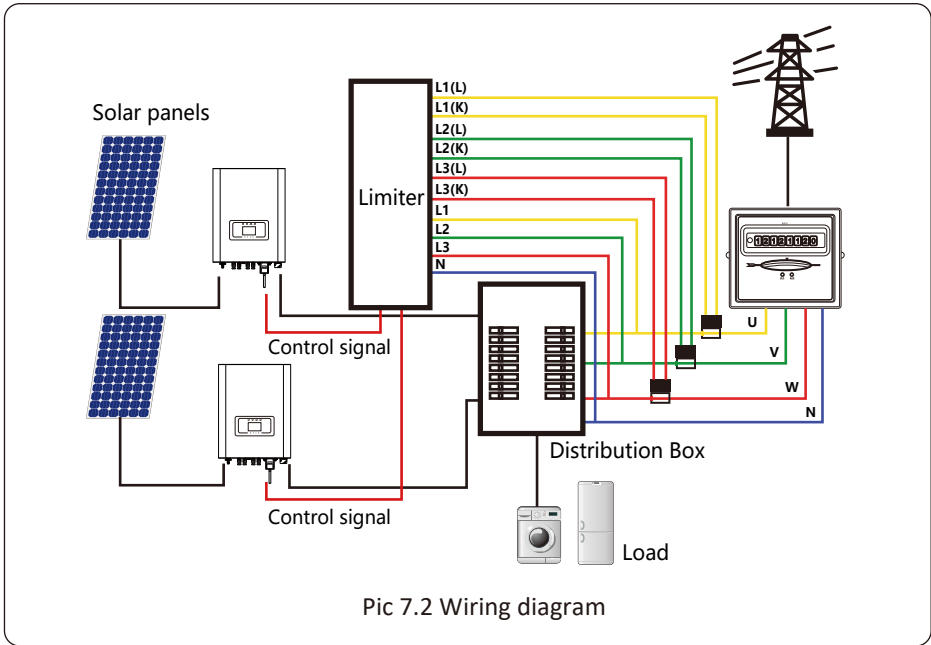 Solar panels
Limiter
L1(L)
L1(K)
L2(L)
L2(K)
L3(L)
L3(K)
L1
L2
L3
N
12121120
U
V
W
N
Control signal
Distribution Box
Control signal
Load
Pic 7.2 Wiring diagram